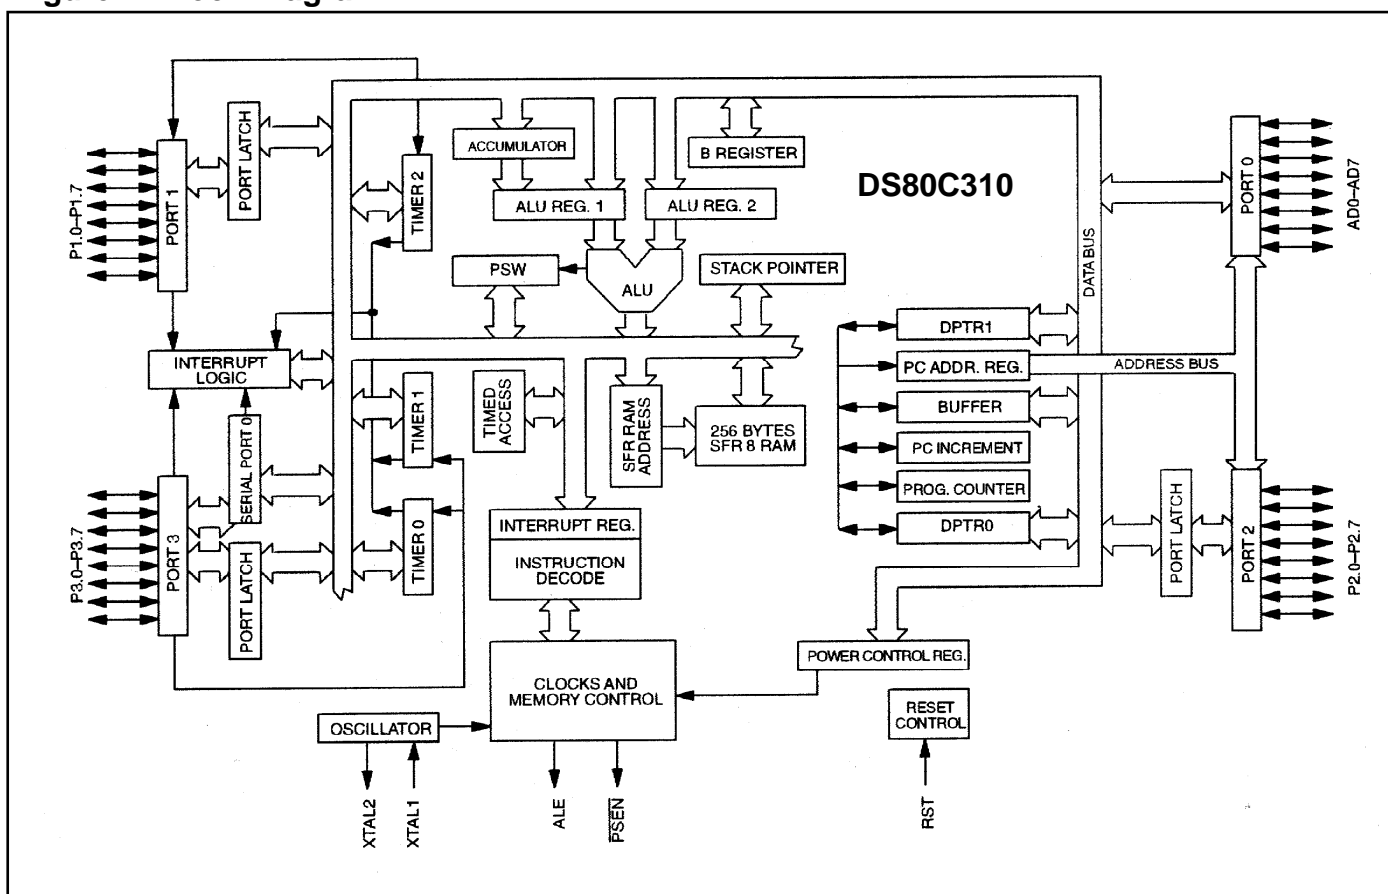 PORT 1
P1.0–P1.7
PORT LATCH
TIMER 2
ACCUMULATOR
B REGISTER
ALU REG. 1
ALU REG. 2
DS80C310
PORT 0
AD0–AD7
PSW
ALU
STACK POINTER
DATA BUS
INTERRUPT
LOGIC
DPTR1
PC ADDR. REG.
ADDRESS BUS
BUFFER
PC INCREMENT
PROG. COUNTER
DPTR0
TIMER 1
TIMED
ACCESS
SFR RAM
ADDRESS
256 BYTES
SFR 8 RAM
SERIAL PORT 0
PORT 3
P3.0–P3.7
PORT LATCH
TIMER 0
INTERRUPT REG.
INSTRUCTION
DECODE
PORT LATCH
PORT 2
P2.0–P2.7
CLOCKS AND
MEMORY CONTROL
POWER CONTROL REG.
RESET
CONTROL
OSCILLATOR
XTAL2
XTAL1
ALE
PSEN
RST